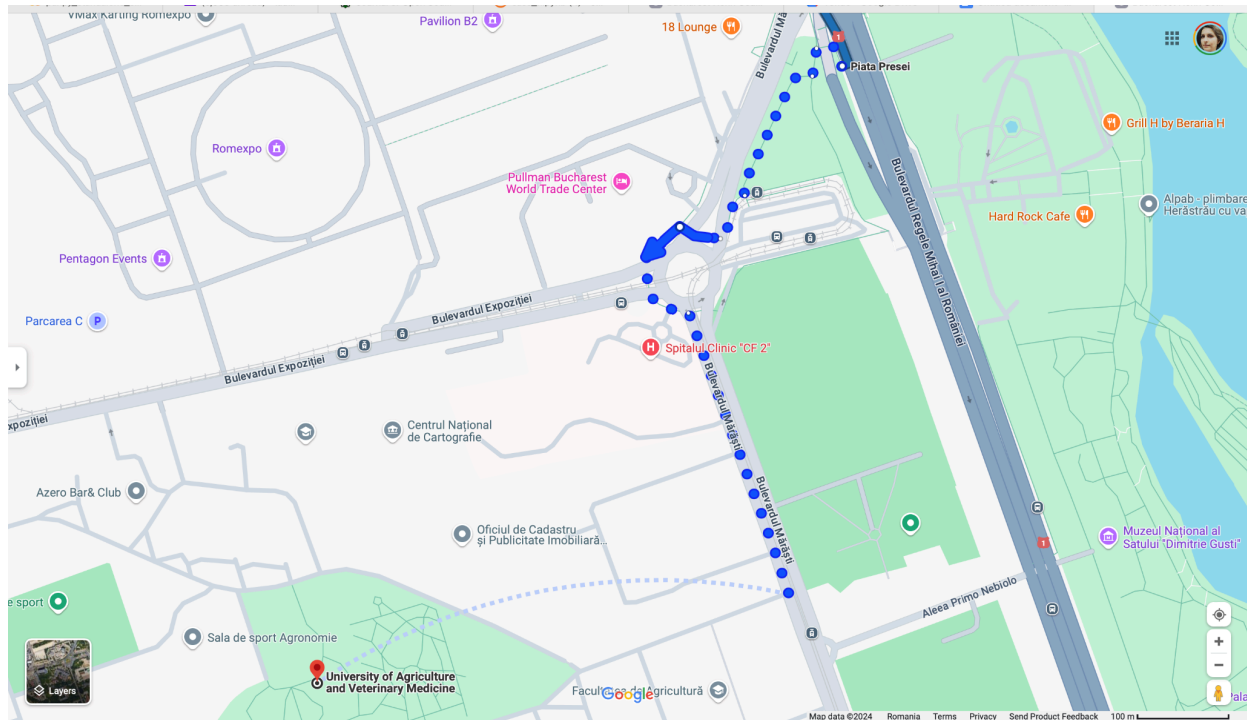 VMax Karting Romexpo
Pavilion B2
18 Lounge
Bulevardul Mă
1
Piata Presei
Grill H by Beraria H
Romexpo
Pullman Bucharest
World Trade Center
Alpab - plimbare
Herăstrău cu va
Hard Rock Cafe
Bulevardul Regele Mihai I al României
Pentagon Events
Bulevardul Expoziției
Parcarea C
P
H
Spitalul Clinic "CF 2"
Bulevardul Expoziției
Bulevardul Mărăști
xpoziției
Centrul Național
de Cartografie
Azero Bar& Club
Bulevardul Mărăști
Oficiul de Cadastru
și Publicitate Imobiliară...
Muzeul Național al
Satului "Dimitrie Gusti"
1
Aleea Primo Nebiolo
e sport
Sala de sport Agronomie
University of Agriculture
and Veterinary Medicine
Layers
Google
Map data ©2024
Romania
Terms
Privacy
Send Product Feedback
100 m